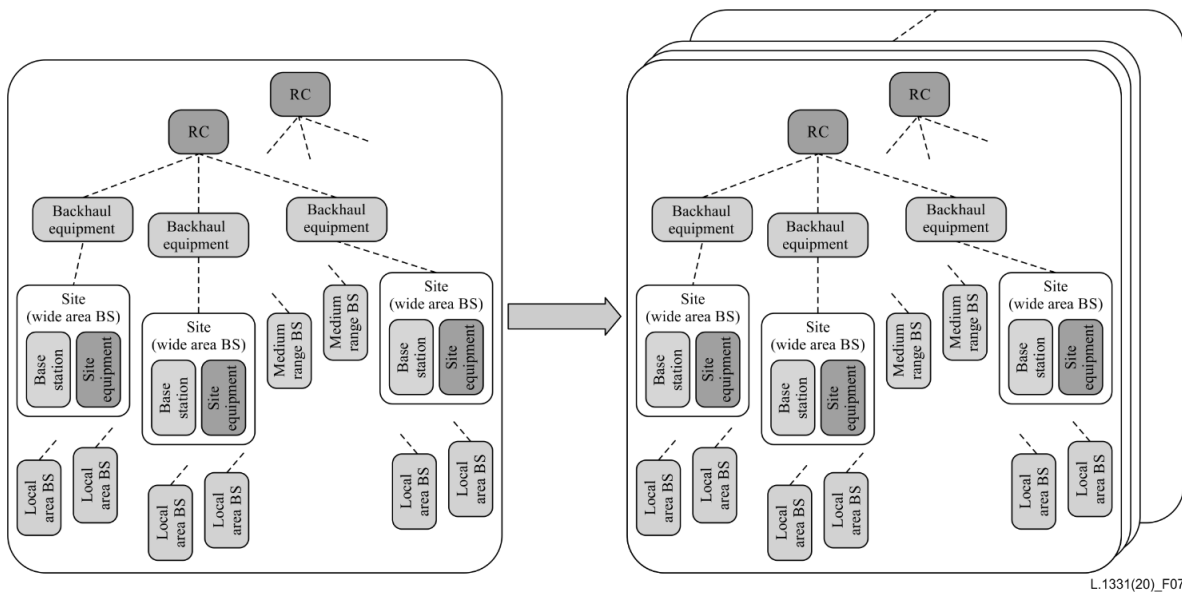 RC
RC
Backhaul
equipment
Backhaul
equipment
Backhaul
equipment
Site
(wide area BS)
Base
station
Site
equipment
Site
(wide area BS)
Base
station
Site
equipment
Medium
range BS
Medium
range BS
Site
(wide area BS)
Base
station
Site
equipment
Local
area BS
Local
area BS
Local
area BS
Local
area BS
Local
area BS
Local
area BS
RC
RC
Backhaul
equipment
Backhaul
equipment
Backhaul
equipment
Site
(wide area BS)
Base
station
Site
equipment
Site
(wide area BS)
Base
station
Site
equipment
Medium
range BS
Medium
range BS
Site
(wide area BS)
Base
station
Site
equipment
Local
area BS
Local
area BS
Local
area BS
Local
area BS
Local
area BS
Local
area BS
L.1331(20)_F07